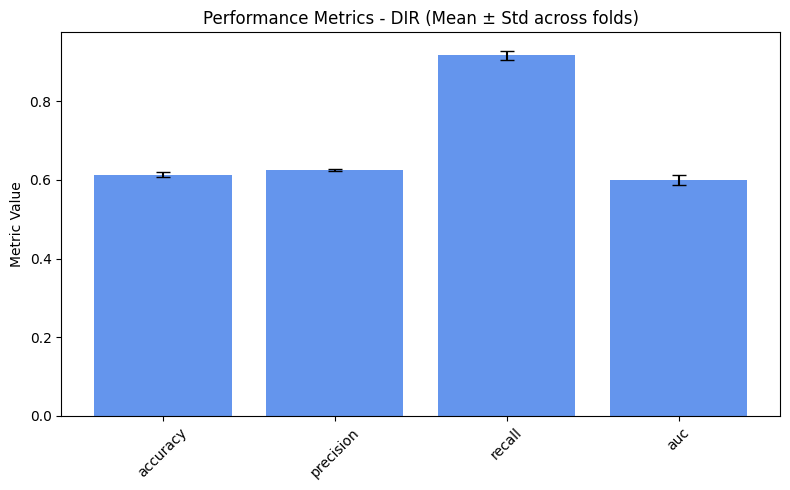 Performance Metrics - DIR (Mean ± Std across folds)
Metric Value
0.8
0.6
0.4
0.2
0.0
accuracy
precision
recall
auc